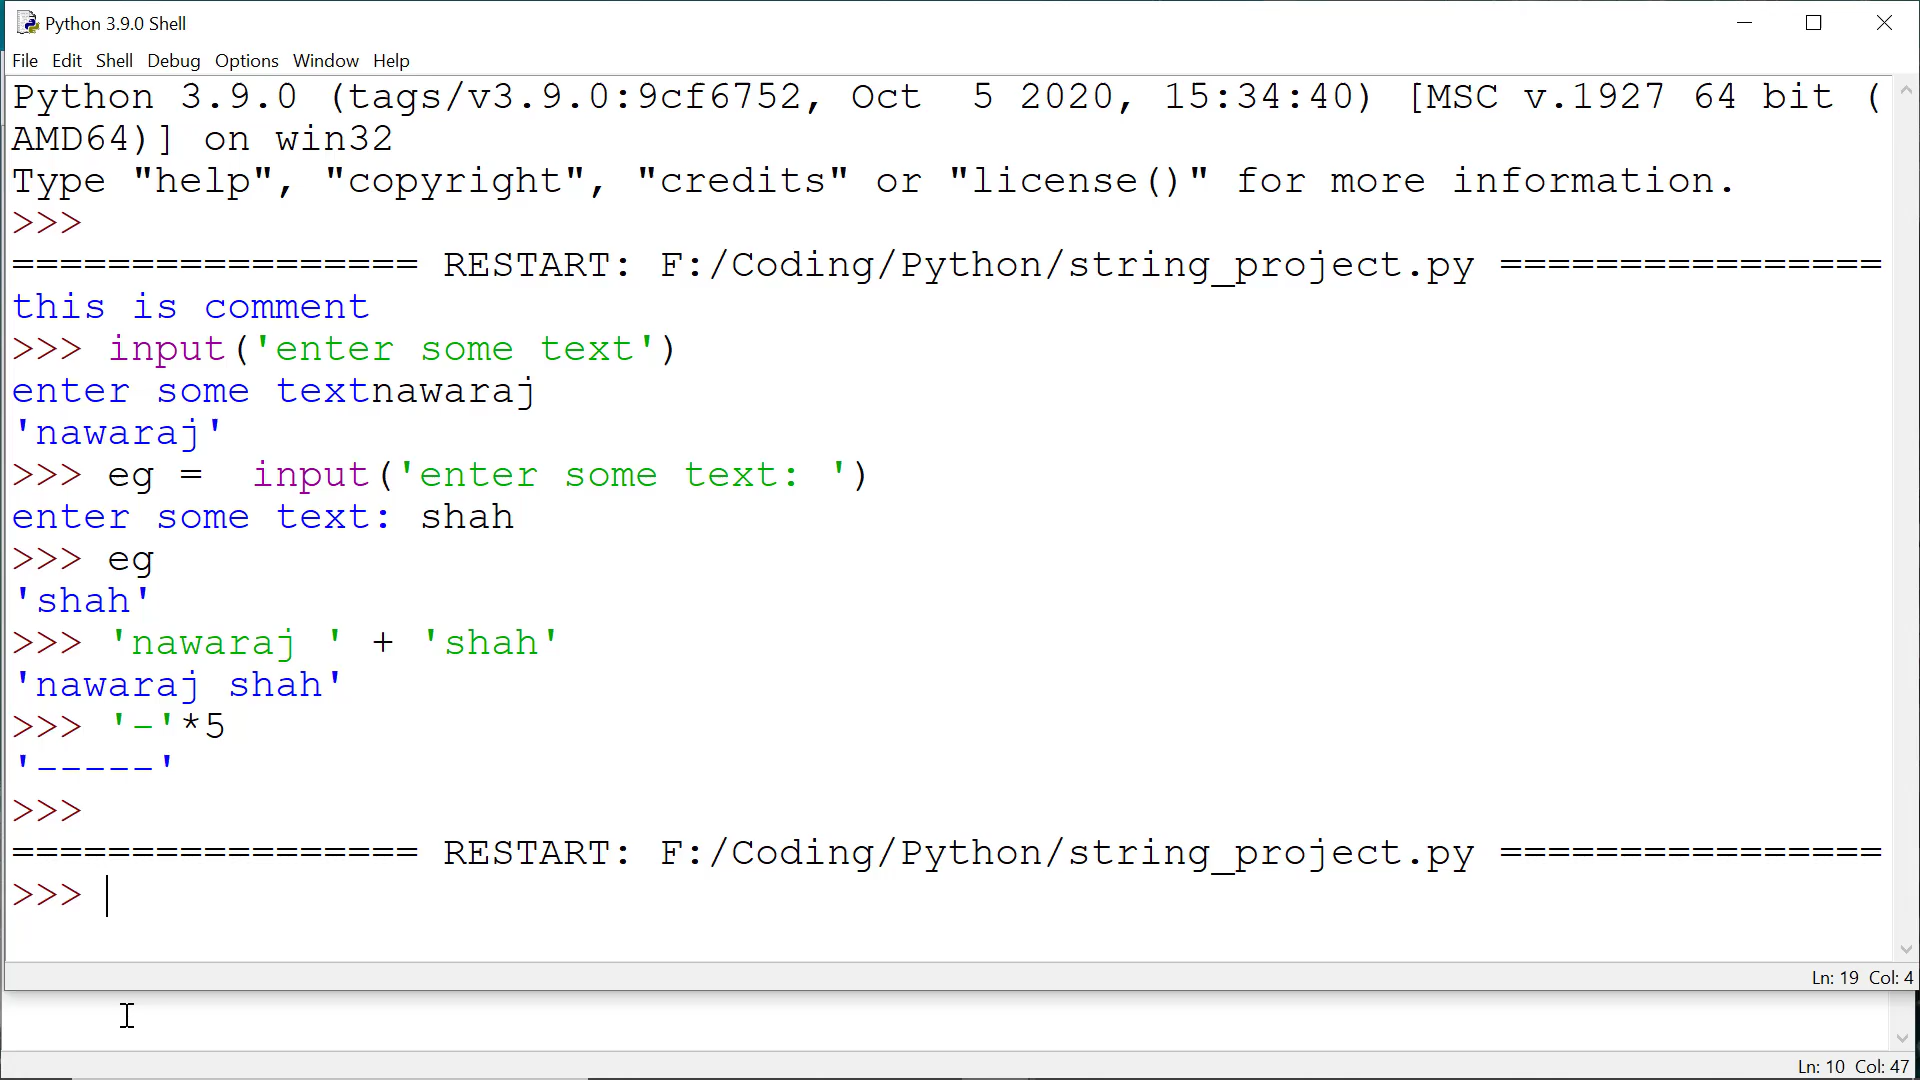 Python 3.9.0 Shell
File Edit Shell Debug Options Window Help
Python 3.9.0 (tags/v3.9.0:9cf6752, Oct  5 2020, 15:34:40) [MSC v.1927 64 bit (
AMD64)] on win32
Type "help", "copyright", "credits" or "license()" for more information.
>>>
================= RESTART: F:/Coding/Python/string_project.py ================
this is comment
>>> input('enter some text')
enter some textnawaraj
'nawaraj'
>>> eg =  input('enter some text: ')
enter some text: shah
>>> eg
'shah'
>>> 'nawaraj ' + 'shah'
'nawaraj shah'
>>> '-'*5
'-----'
>>>
================= RESTART: F:/Coding/Python/string_project.py ================
>>>
Ln: 19 Col: 4
Ln: 10 Col: 47